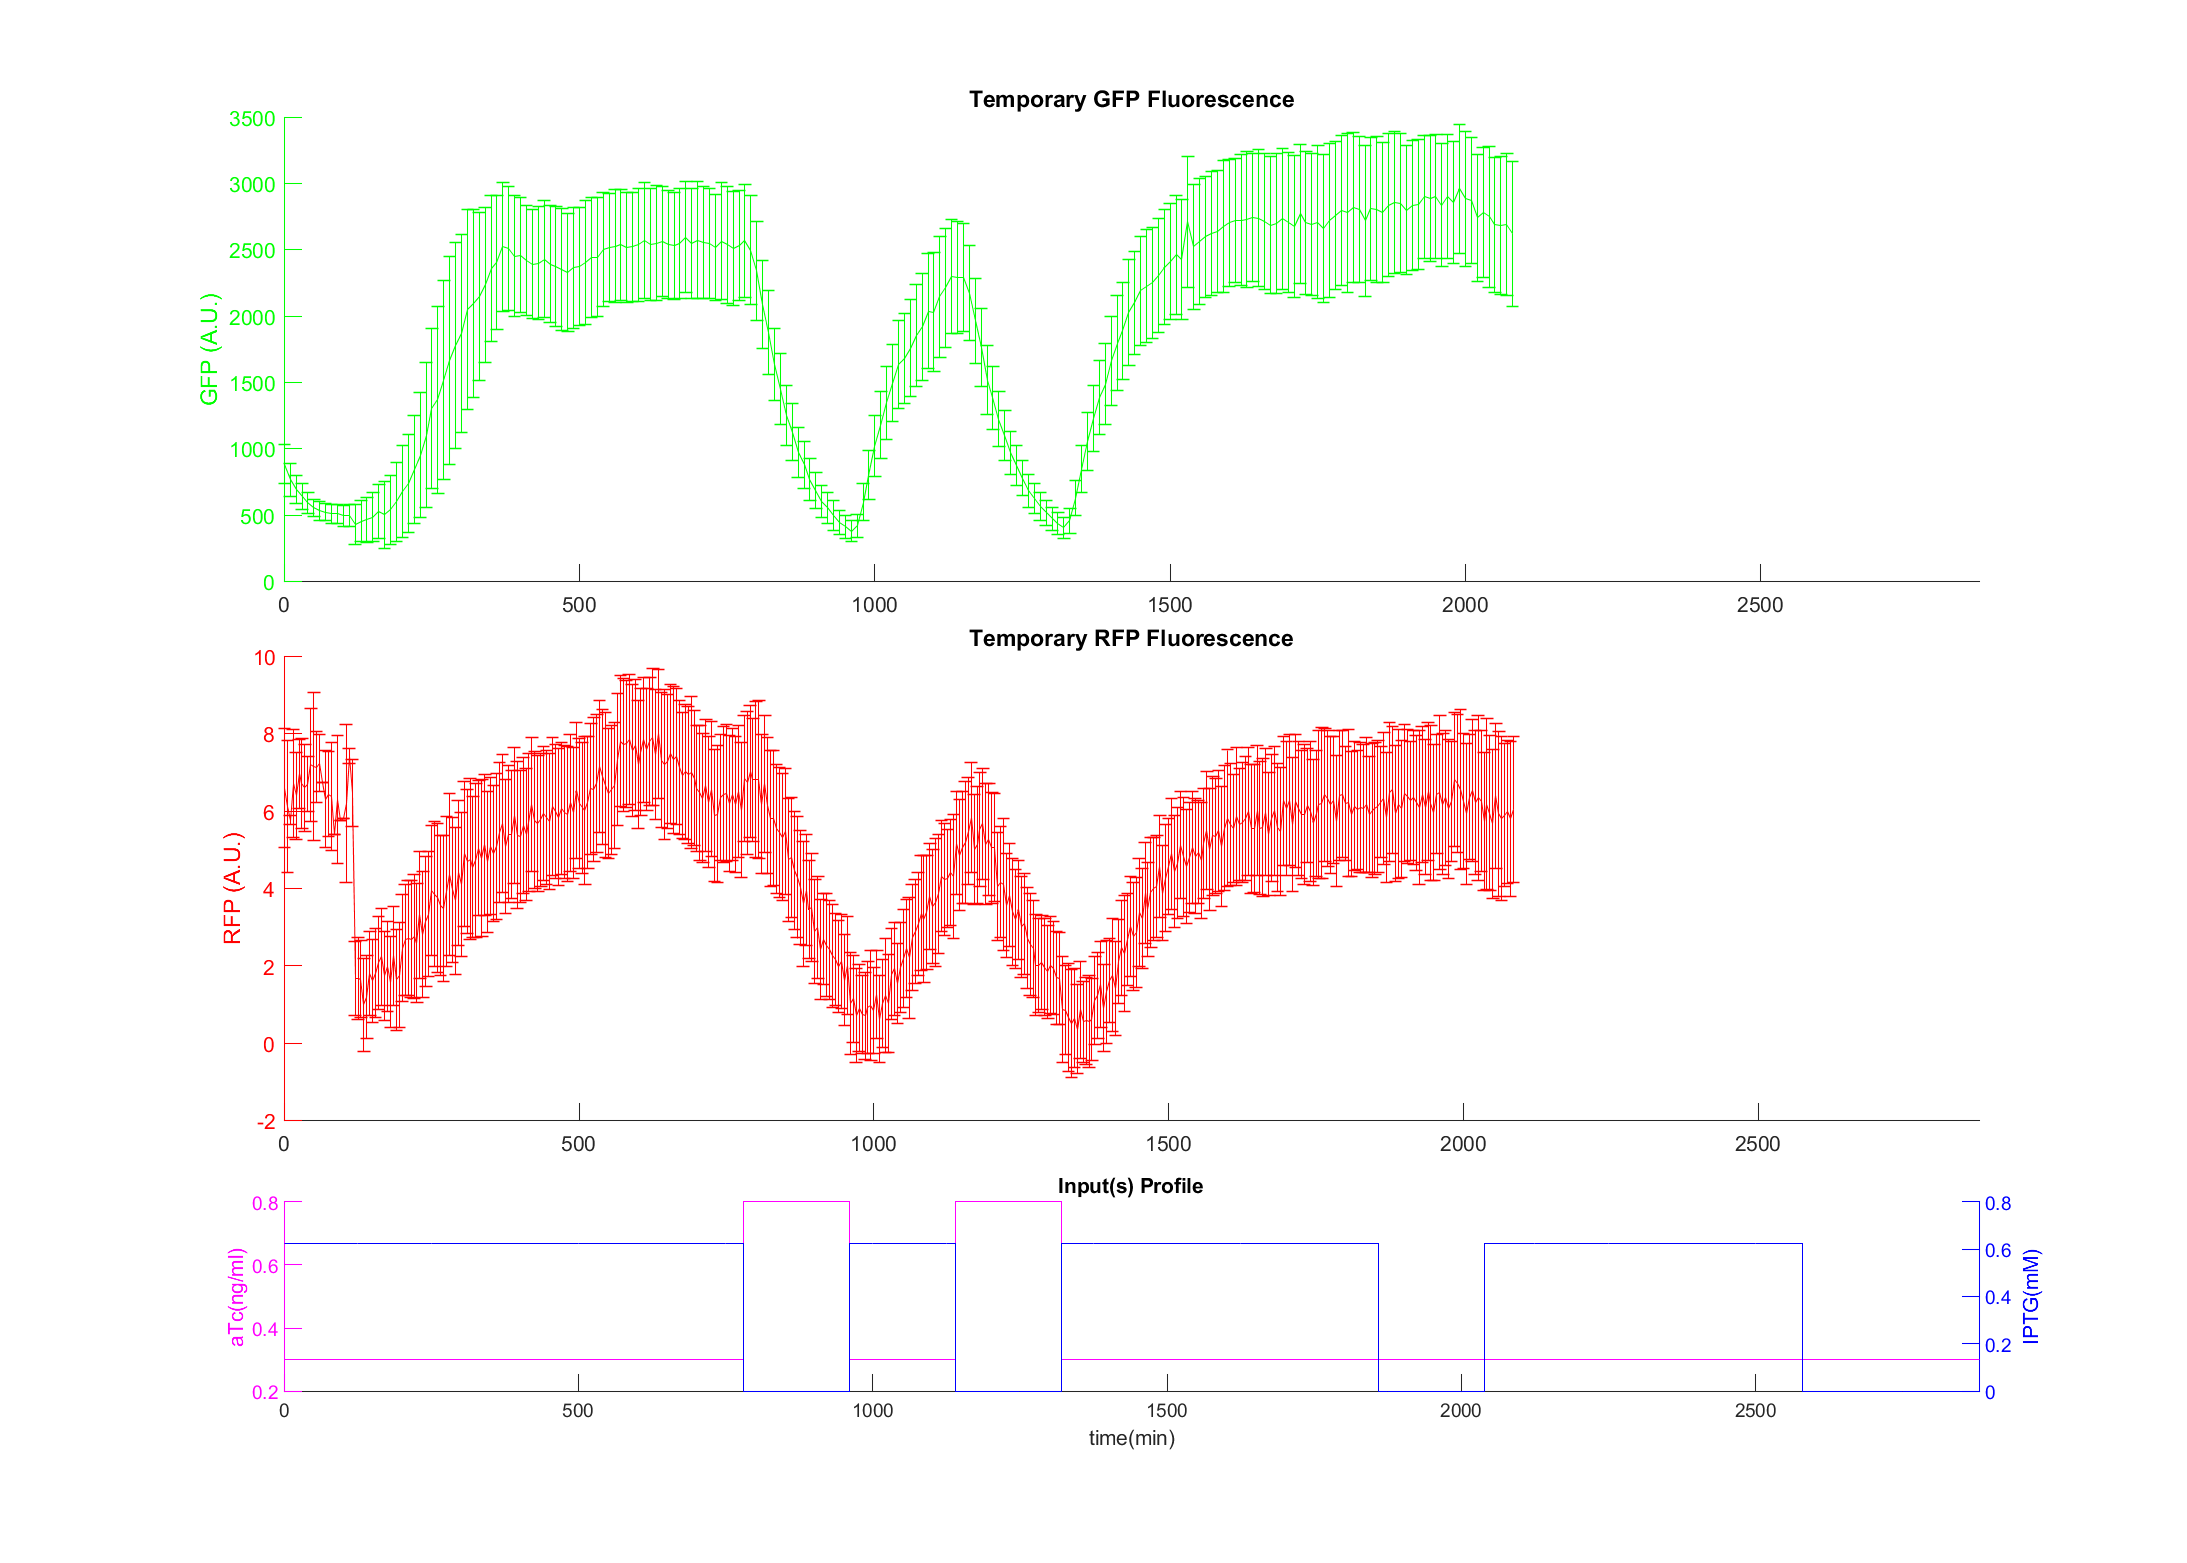 Temporary GFP Fluorescence
3500
3000
2500
2000
1500
1000
500
0
GFP (A.U.)
0 500 1000 1500 2000 2500
Temporary RFP Fluorescence
10
8
6
4
2
0
-2
RFP (A.U.)
0 500 1000 1500 2000 2500
Input(s) Profile
0.8
0.6
0.4
0.2
aTc(ng/ml)
0.8
0.6
0.4
0.2
0
IPTG(mM)
0 500 1000 1500 2000 2500
time(min)